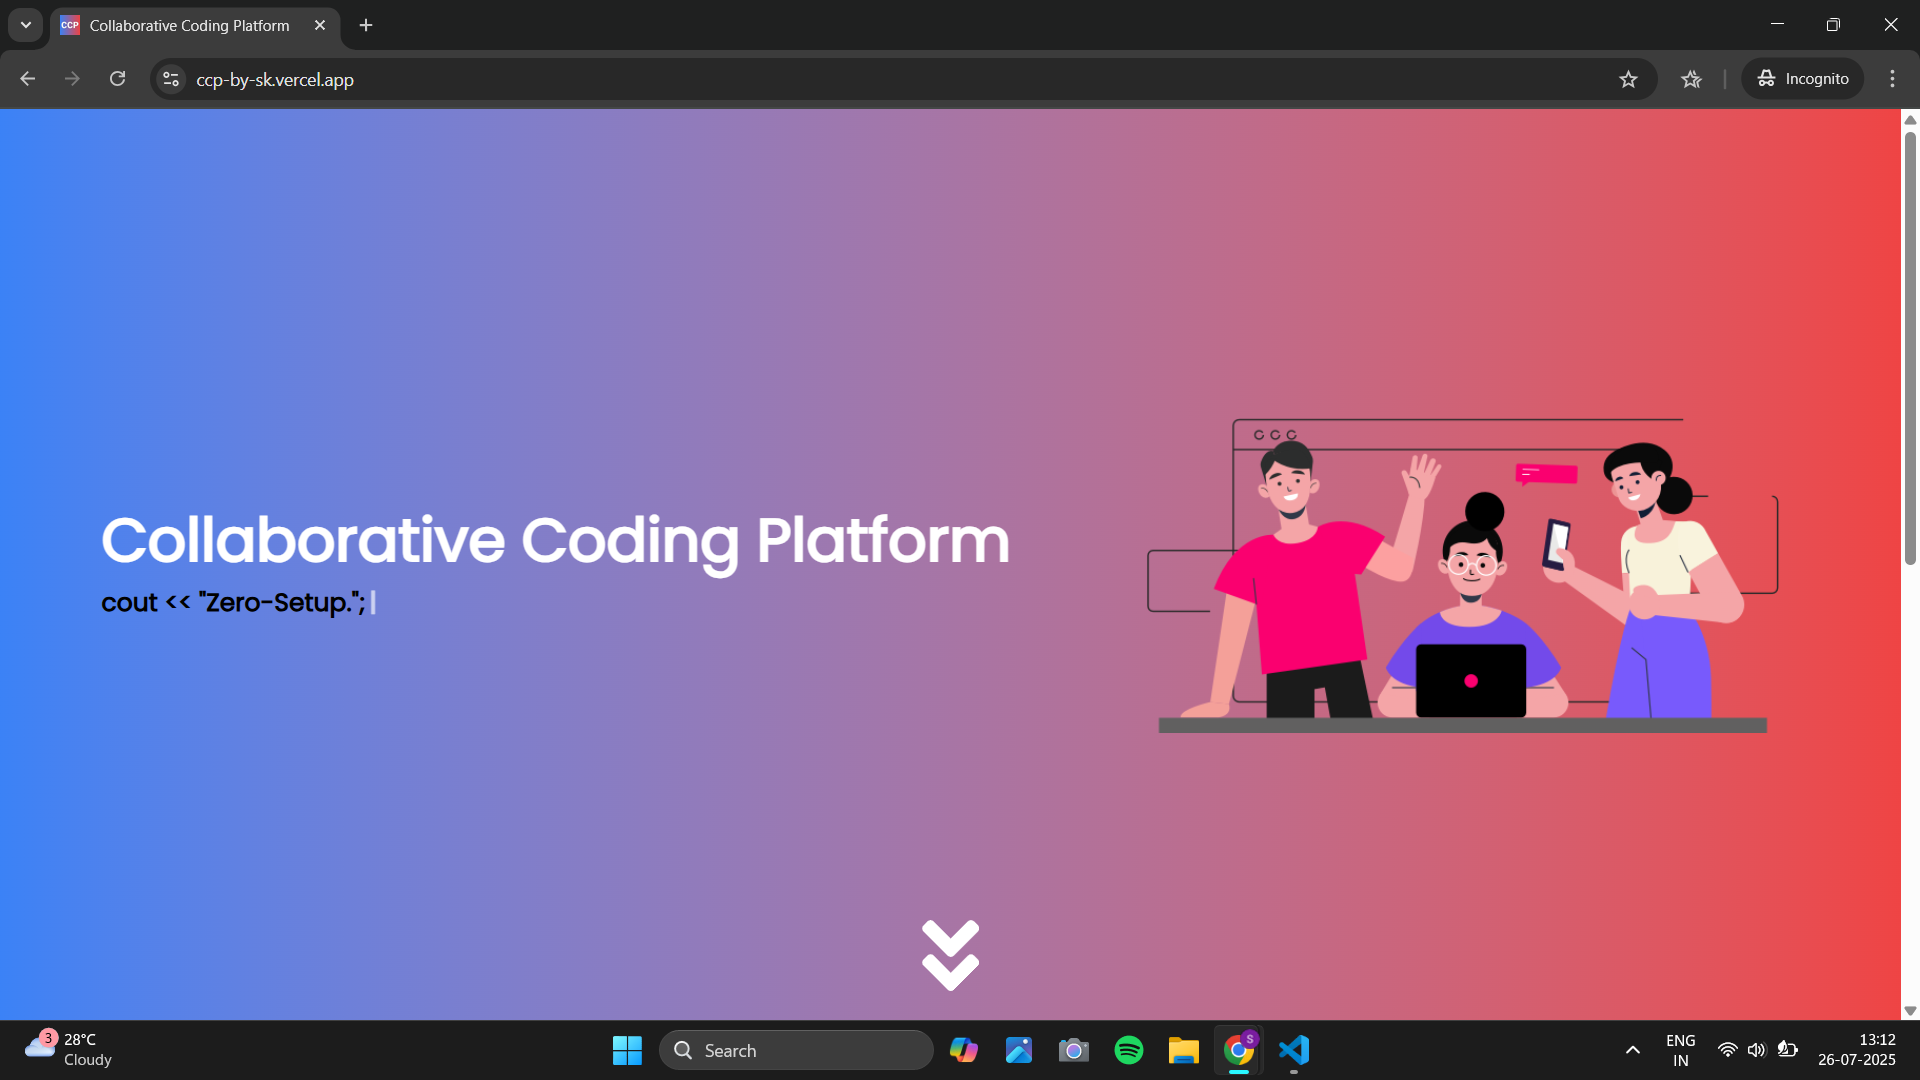 CCP Collaborative Coding Platform
ccp-by-sk.vercel.app
Incognito
Collaborative Coding Platform
cout << "Zero-Setup.";
3
28°C
Cloudy
Search
S
ENG
IN
13:12
26-07-2025